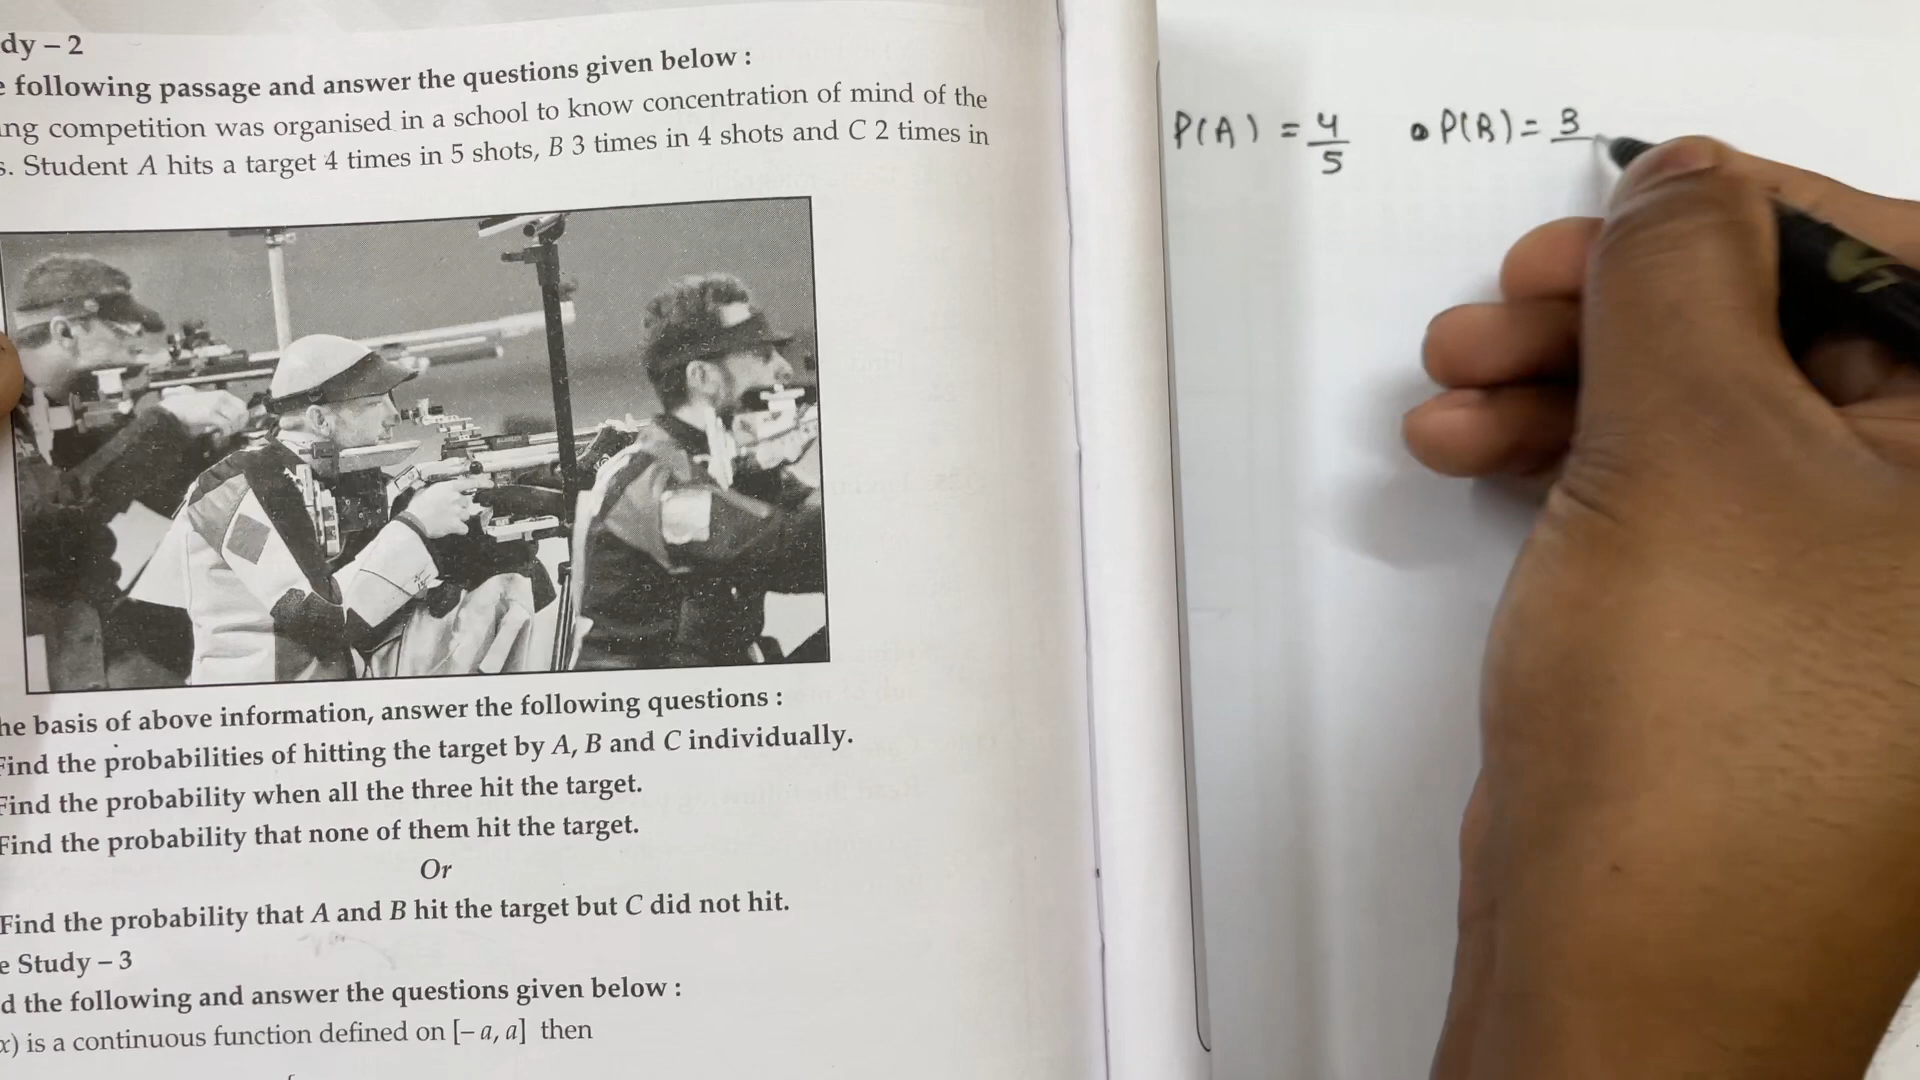 dy – 2
following passage and answer the questions given below :
ng competition was organised in a school to know concentration of mind of the
s. Student A hits a target 4 times in 5 shots, B 3 times in 4 shots and C 2 times in
he basis of above information, answer the following questions :
Find the probabilities of hitting the target by A, B and C individually.
Find the probability when all the three hit the target.
Find the probability that none of them hit the target.
Or
Find the probability that A and B hit the target but C did not hit.
e Study – 3
d the following and answer the questions given below :
x) is a continuous function defined on [– a, a] then
P(A) = 4/5 P(B) = 3